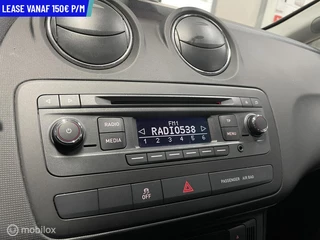 LEASE VANAF 150€ P/M
FM1
RADIO538
RADIO
MEDIA
TP
MENU
1 2 3 4 5 6
OFF
PASSENGER AIR BAG
mobilox